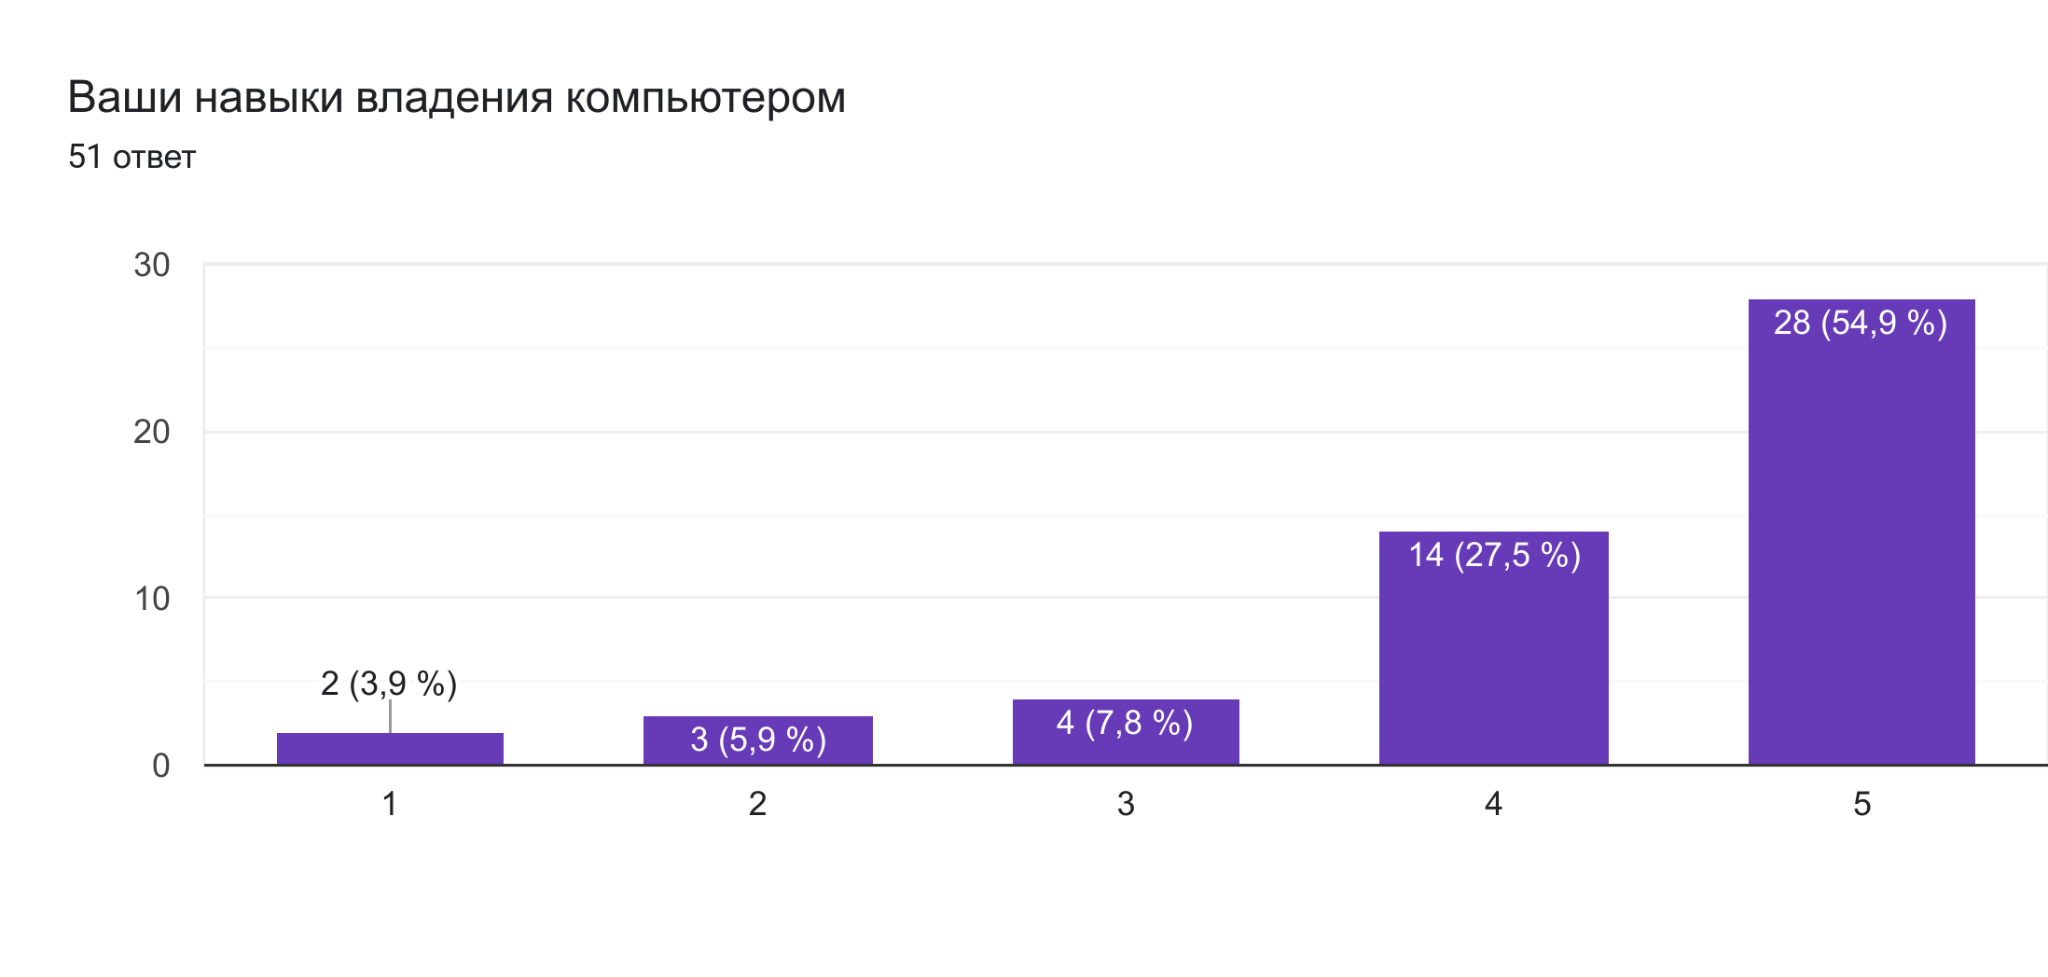 Ваши навыки владения компьютером
51 ответ
30
20
10
0
2 (3,9 %)
3 (5,9 %)
4 (7,8 %)
14 (27,5 %)
28 (54,9 %)
1
2
3
4
5